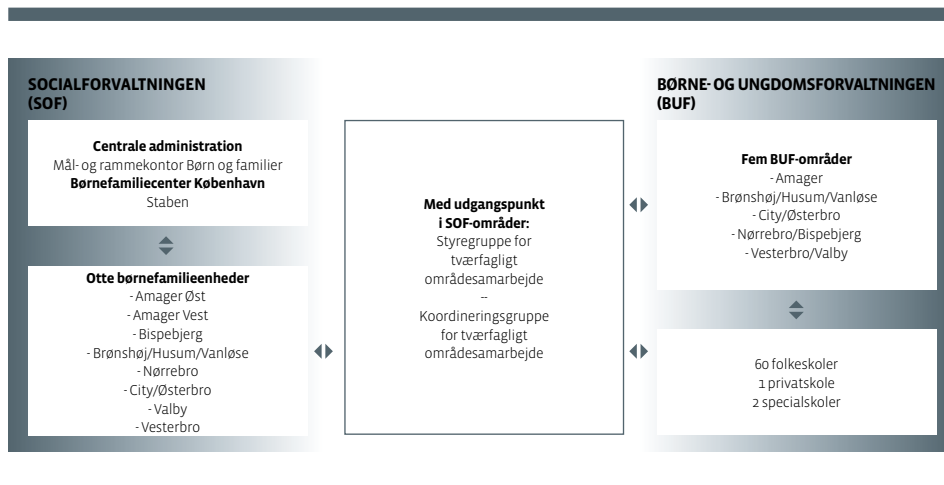 SOCIALFORVALTNINGEN
(SOF)
Centrale administration
Mål- og rammekontor Børn og familier
Børnefamiliecenter København
Staben
Otte børnefamilieenheder
- Amager Øst
- Amager Vest
- Bispebjerg
- Brønshøj/Husum/Vanløse
- Nørrebro
- City/Østerbro
- Valby
- Vesterbro
Med udgangspunkt
i SOF-områder:
Styregruppe for
tværfagligt
områdesamarbejde
--
Koordineringsgruppe
for tværfagligt
områdesamarbejde
BØRNE- OG UNGDOMSFORVALTNINGEN
(BUF)
Fem BUF-områder
- Amager
- Brønshøj/Husum/Vanløse
- City/Østerbro
- Nørrebro/Bispebjerg
- Vesterbro/Valby
60 folkeskoler
1 privatskole
2 specialskoler